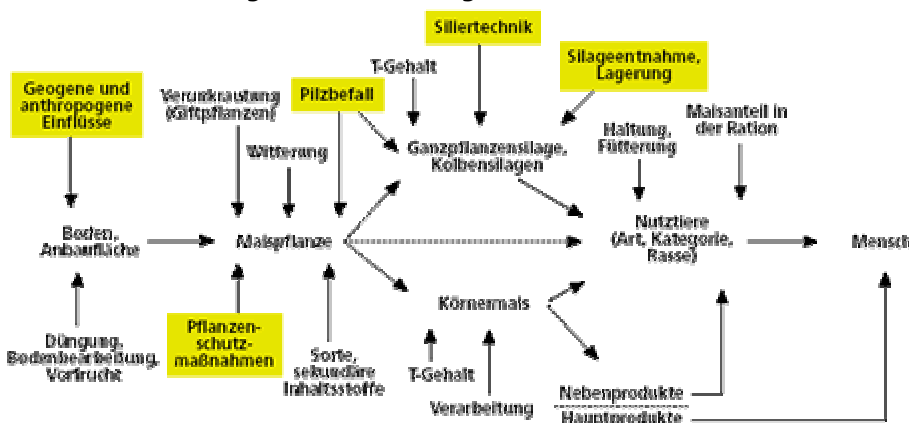 Siliertechnik
T-Gehalt
Silageentnahme,
Lagerung
Geogene und
anthropogene
Einflüsse
Verunkrautung
(Giftpflanzen)
Pilzbefall
Maisanteil in
der Ration
Haltung,
Fütterung
Witterung
Ganzpflanzensilage,
Kolbensilagen
Boden,
Anbaufläche
Maispflanze
Nutztiere
(Art, Kategorie,
Rasse)
Mensch
Körnermais
Pflanzen-
schutz-
maßnahmen
Düngung,
Bodenbearbeitung,
Vorfrucht
Sorte,
sekundäre
Inhaltsstoffe
T-Gehalt
Verarbeitung
Nebenprodukte
Hauptprodukte